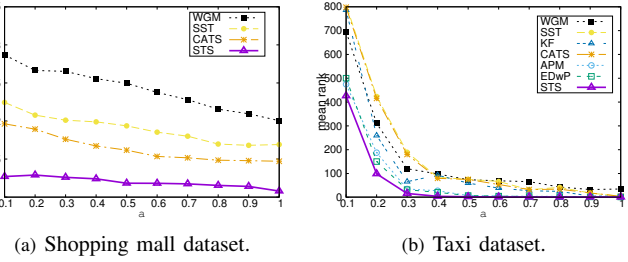 WGM
SST
CATS
STS
0.1 0.2 0.3 0.4 0.5 0.6 0.7 0.8 0.9 1
a
(a) Shopping mall dataset.
800
700
600
500
400
300
200
100
0
mean rank
WGM
SST
KF
CATS
APM
EDwP
STS
0.1 0.2 0.3 0.4 0.5 0.6 0.7 0.8 0.9 1
a
(b) Taxi dataset.